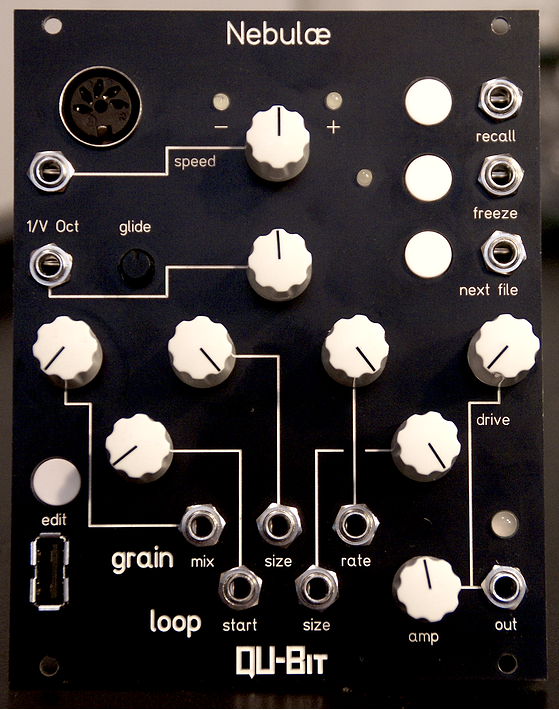 Nebulæ
− +
speed
recall
1/V Oct glide
freeze
next file
drive
edit
grain mix size rate
loop start size
amp out
QU-BIT